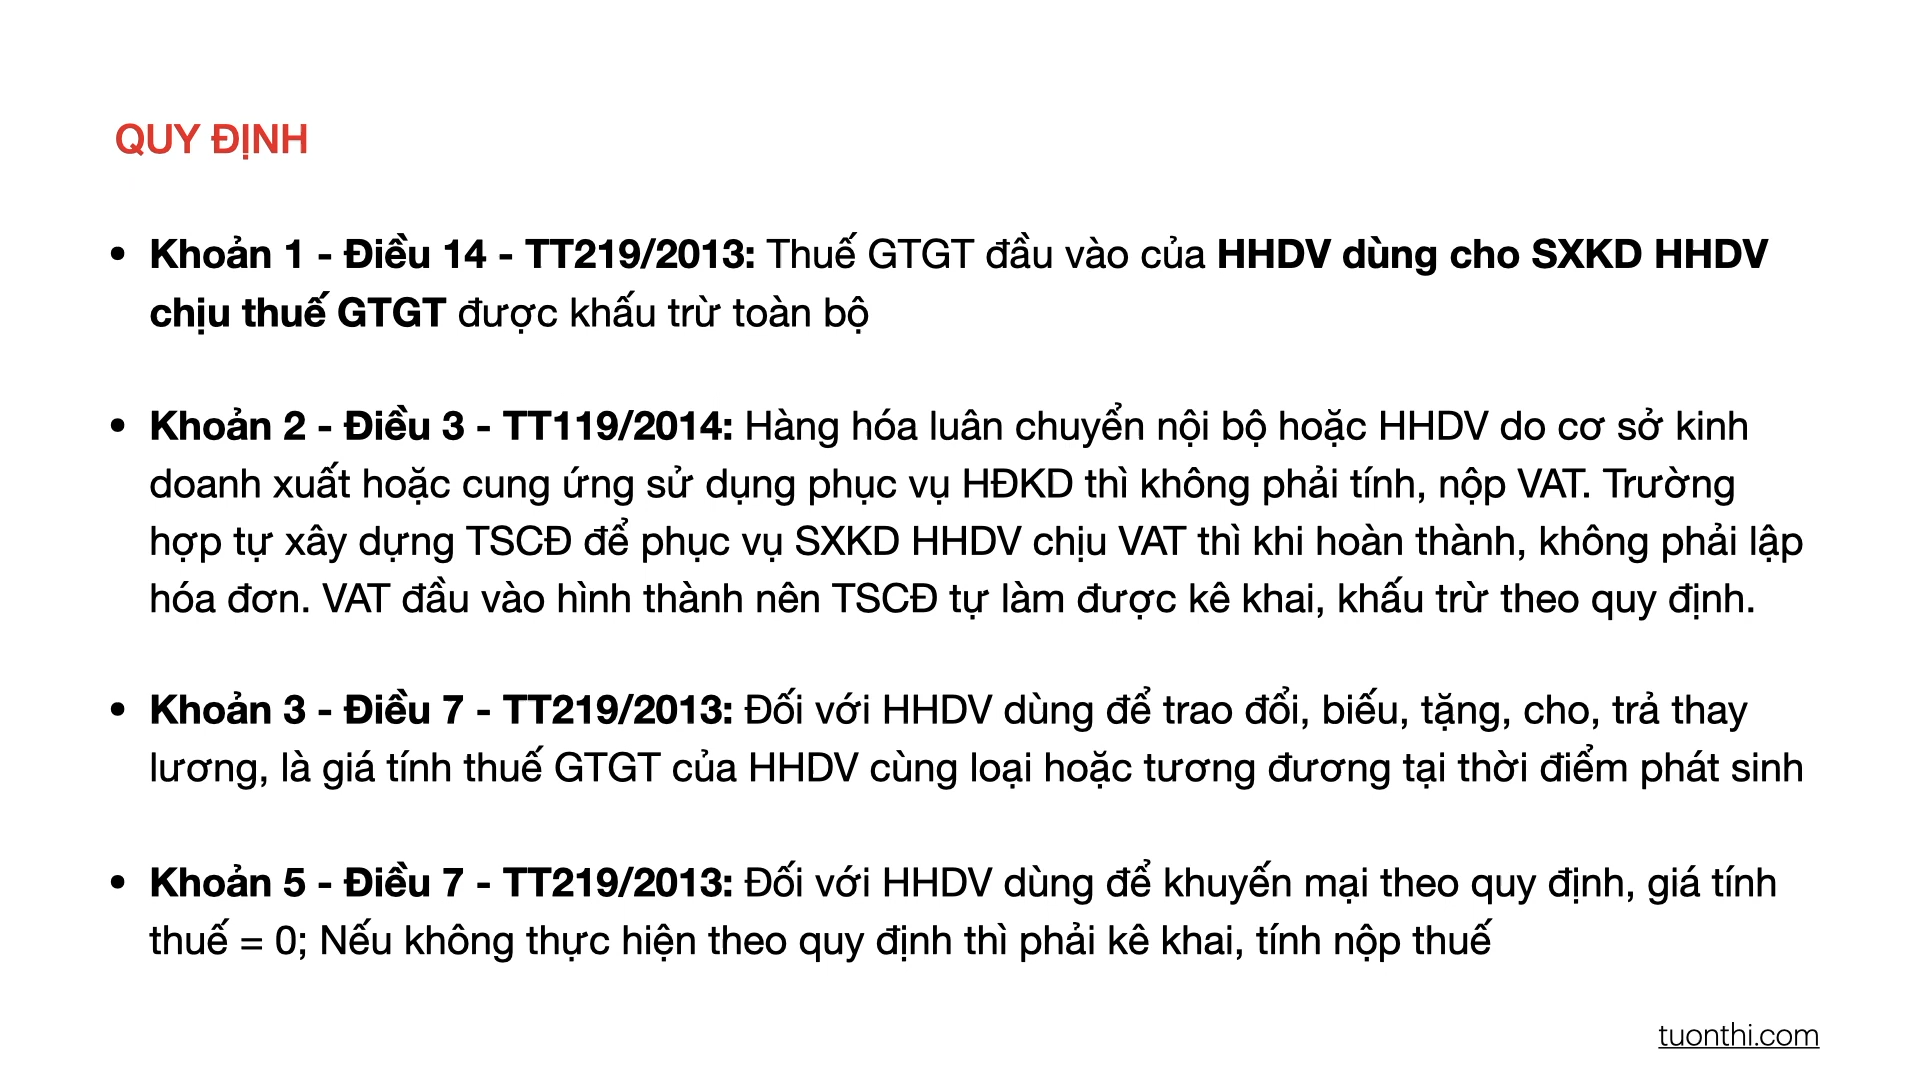 QUY ĐỊNH
• Khoản 1 - Điều 14 - TT219/2013: Thuế GTGT đầu vào của HHDV dùng cho SXKD HHDV
chịu thuế GTGT được khấu trừ toàn bộ
• Khoản 2 - Điều 3 - TT119/2014: Hàng hóa luân chuyển nội bộ hoặc HHDV do cơ sở kinh
doanh xuất hoặc cung ứng sử dụng phục vụ HĐKD thì không phải tính, nộp VAT. Trường
hợp tự xây dựng TSCĐ để phục vụ SXKD HHDV chịu VAT thì khi hoàn thành, không phải lập
hóa đơn. VAT đầu vào hình thành nên TSCĐ tự làm được kê khai, khấu trừ theo quy định.
• Khoản 3 - Điều 7 - TT219/2013: Đối với HHDV dùng để trao đổi, biếu, tặng, cho, trả thay
lương, là giá tính thuế GTGT của HHDV cùng loại hoặc tương đương tại thời điểm phát sinh
• Khoản 5 - Điều 7 - TT219/2013: Đối với HHDV dùng để khuyến mại theo quy định, giá tính
thuế = 0; Nếu không thực hiện theo quy định thì phải kê khai, tính nộp thuế
tuonthi.com